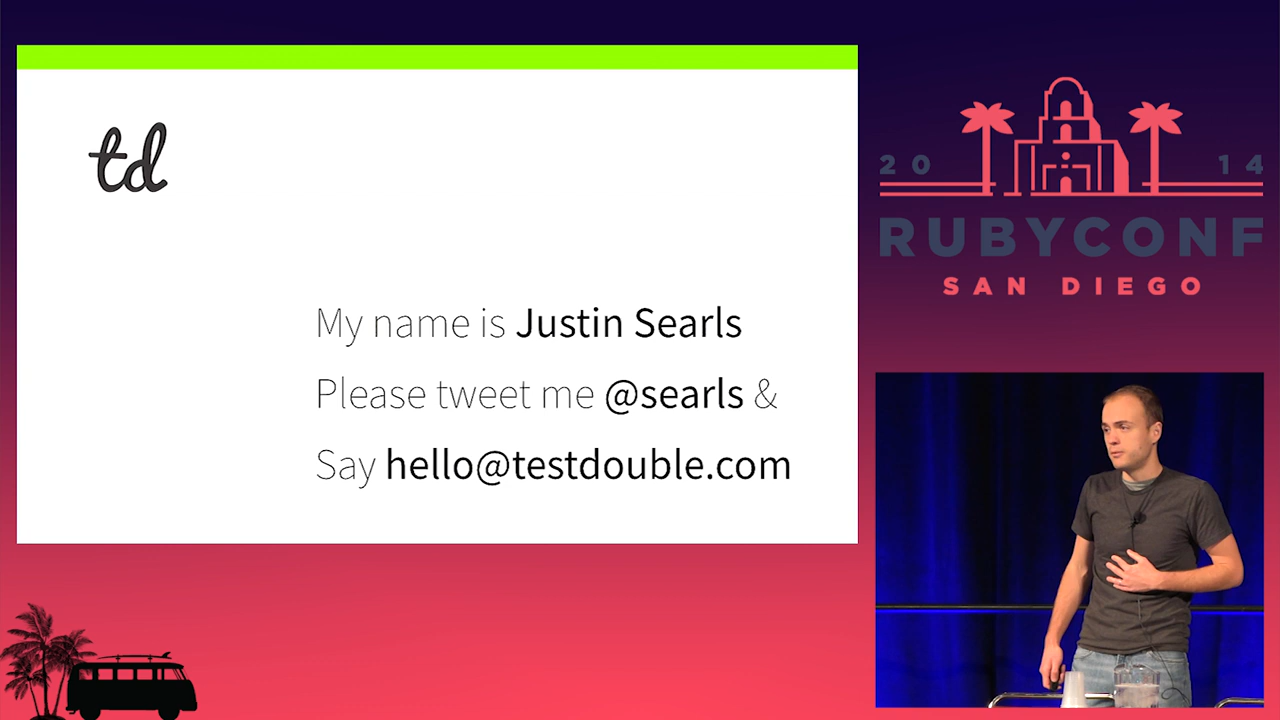 td
My name is Justin Searls
Please tweet me @searls &
Say hello@testdouble.com
20 14
RUBYCONF
SAN DIEGO